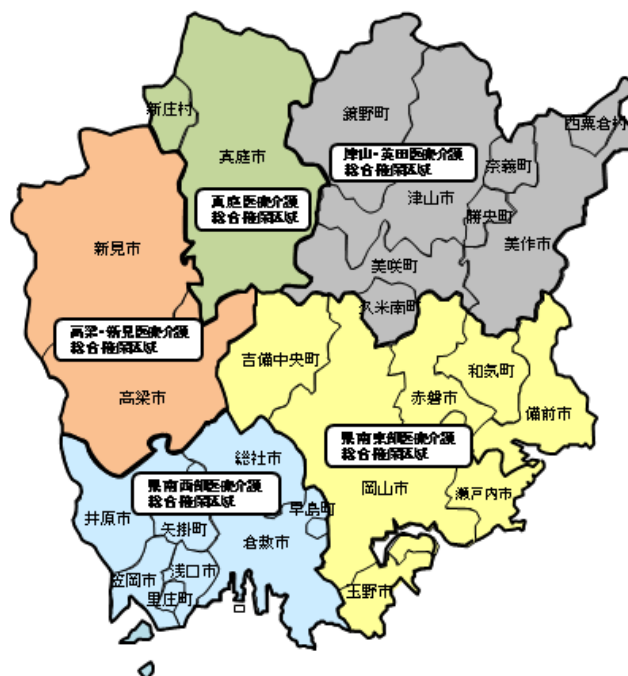 鏡野町
新庄村
西粟倉村
真庭市
津山・英田医療介護
総合確保区域
奈義町
津山市
真庭医療介護
総合確保区域
勝央町
新見市
美作市
美咲町
久米南町
高梁・新見医療介護
総合確保区域
吉備中央町
和気町
高梁市
赤磐市
備前市
県南東部医療介護
総合確保区域
総社市
県南西部医療介護
総合確保区域
岡山市
瀬戸内市
早島町
井原市
矢掛町
倉敷市
浅口市
笠岡市
玉野市
里庄町